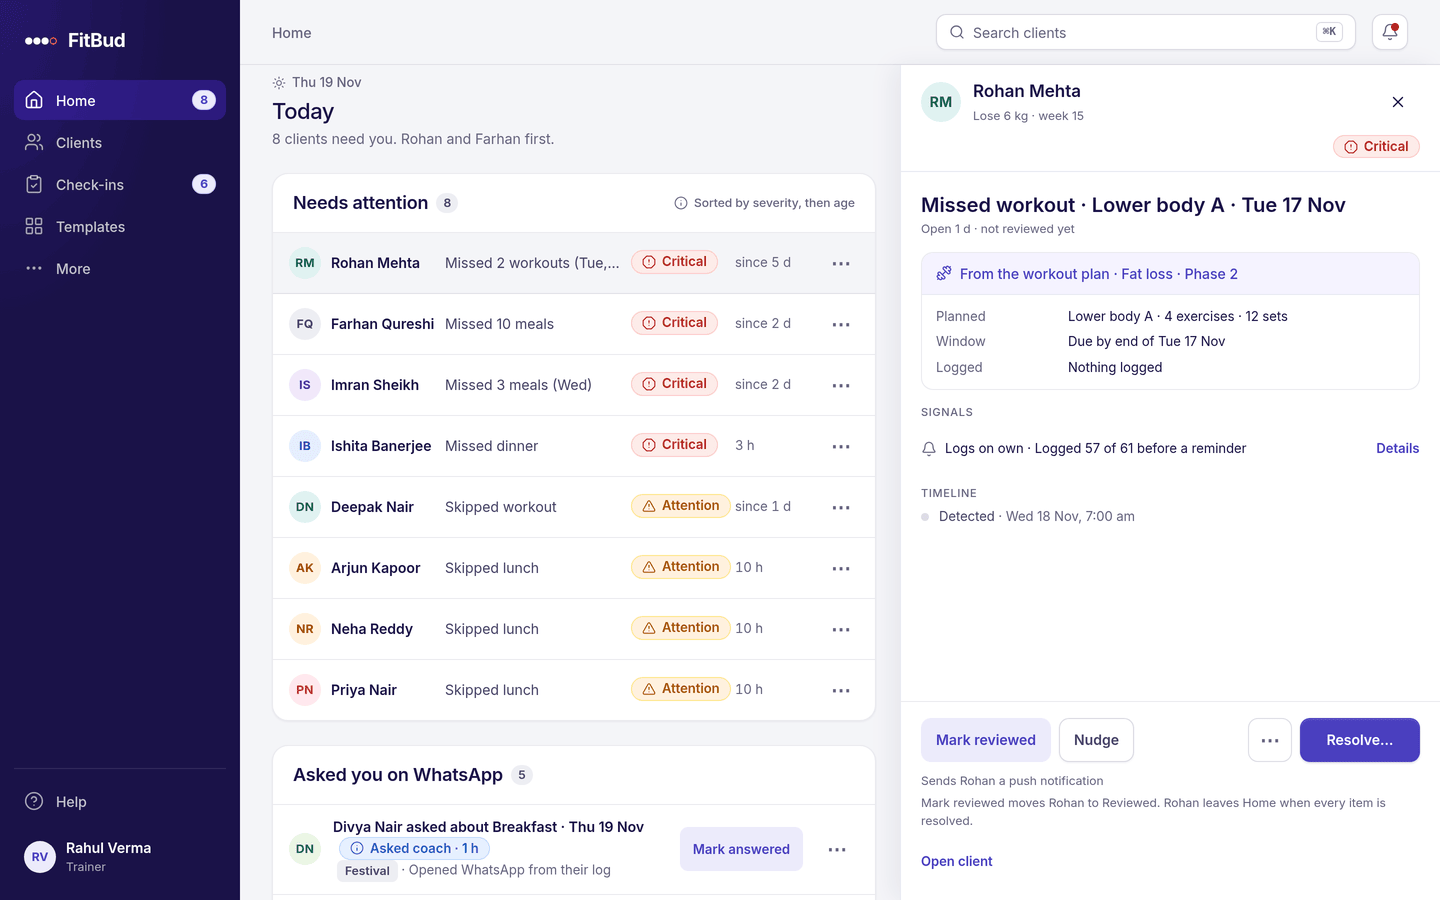 FitBud
Home 8
Clients
Check-ins 6
Templates
More
Help
RV Rahul Verma
Trainer
Home
Search clients ⌘K
Thu 19 Nov
Today
8 clients need you. Rohan and Farhan first.
Needs attention 8 Sorted by severity, then age
RM Rohan Mehta Missed 2 workouts (Tue,... Critical since 5 d
FQ Farhan Qureshi Missed 10 meals Critical since 2 d
IS Imran Sheikh Missed 3 meals (Wed) Critical since 2 d
IB Ishita Banerjee Missed dinner Critical 3 h
DN Deepak Nair Skipped workout Attention since 1 d
AK Arjun Kapoor Skipped lunch Attention 10 h
NR Neha Reddy Skipped lunch Attention 10 h
PN Priya Nair Skipped lunch Attention 10 h
Asked you on WhatsApp 5
DN Divya Nair asked about Breakfast · Thu 19 Nov
Asked coach · 1 h
Festival · Opened WhatsApp from their log
Mark answered
RM Rohan Mehta
Lose 6 kg · week 15
Critical
Missed workout · Lower body A · Tue 17 Nov
Open 1 d · not reviewed yet
From the workout plan · Fat loss · Phase 2
Planned Lower body A · 4 exercises · 12 sets
Window Due by end of Tue 17 Nov
Logged Nothing logged
SIGNALS
Logs on own · Logged 57 of 61 before a reminder Details
TIMELINE
Detected · Wed 18 Nov, 7:00 am
Mark reviewed Nudge Resolve...
Sends Rohan a push notification
Mark reviewed moves Rohan to Reviewed. Rohan leaves Home when every item is
resolved.
Open client